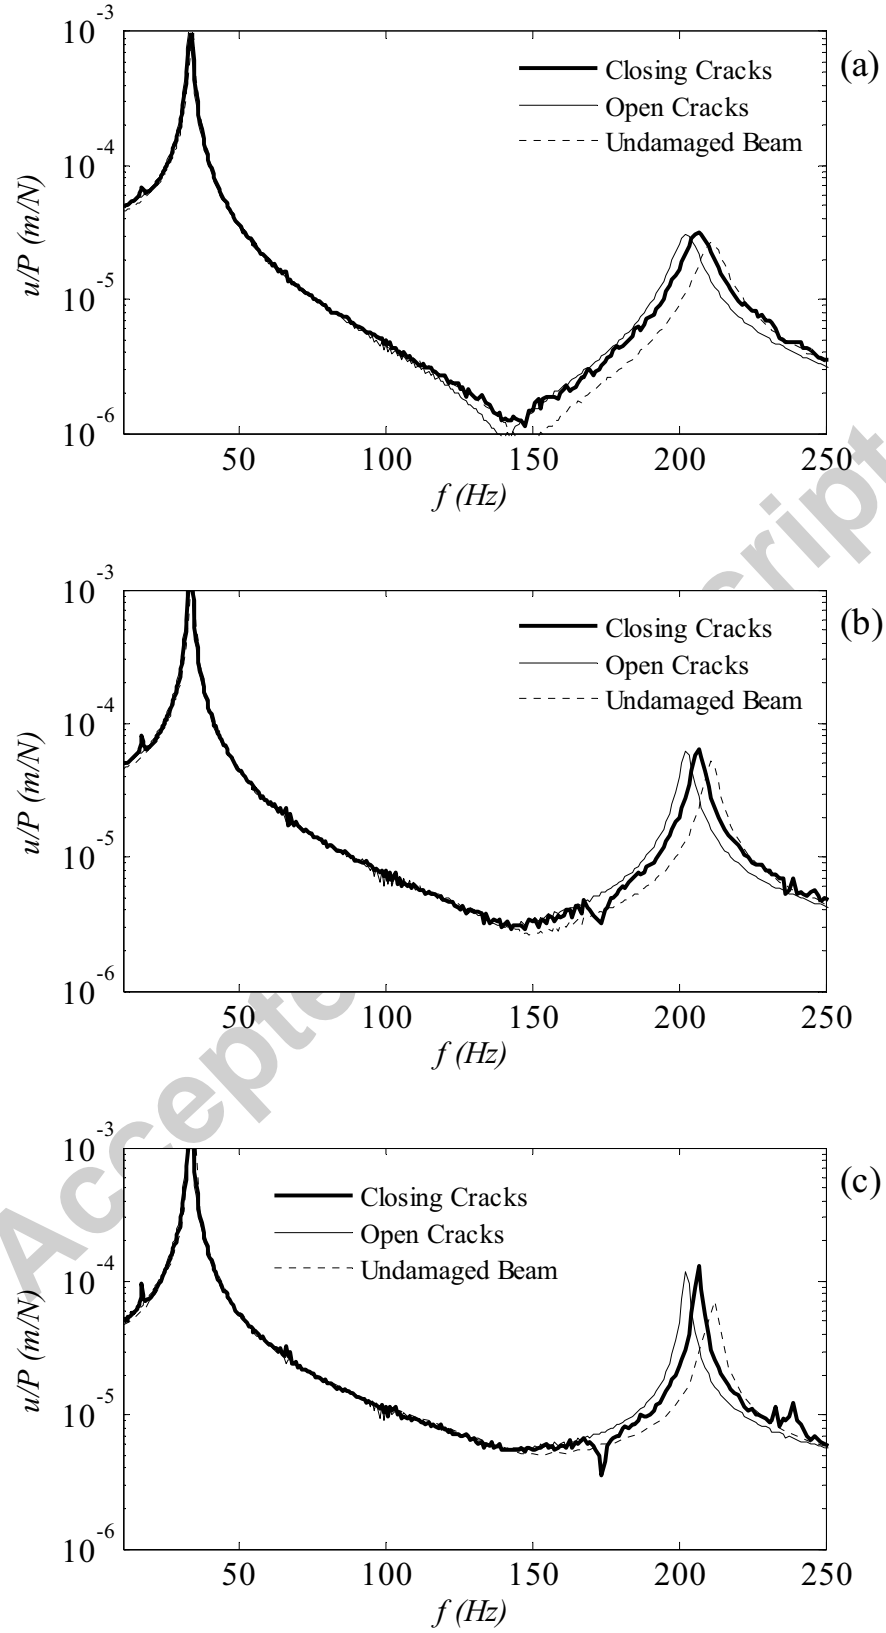 10^-3
10^-4
10^-5
10^-6
u/P (m/N)
Closing Cracks
Open Cracks
Undamaged Beam
(a)
50 100 150 200 250
f (Hz)
10^-3
10^-4
10^-5
10^-6
u/P (m/N)
Closing Cracks
Open Cracks
Undamaged Beam
(b)
50 100 150 200 250
f (Hz)
10^-3
10^-4
10^-5
10^-6
u/P (m/N)
Closing Cracks
Open Cracks
Undamaged Beam
(c)
50 100 150 200 250
f (Hz)